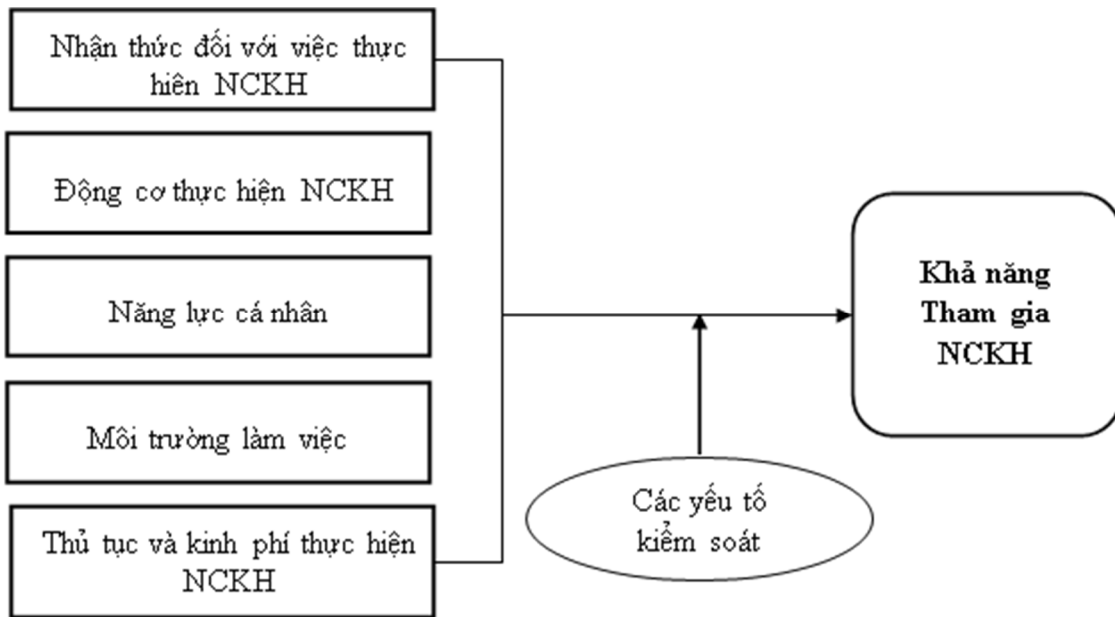 Nhận thức đối với việc thực
hiên NCKH
Động cơ thực hiện NCKH
Năng lực cá nhân
Môi trường làm việc
Thủ tục và kinh phí thực hiện
NCKH
Các yếu tố
kiểm soát
Khả năng
Tham gia
NCKH